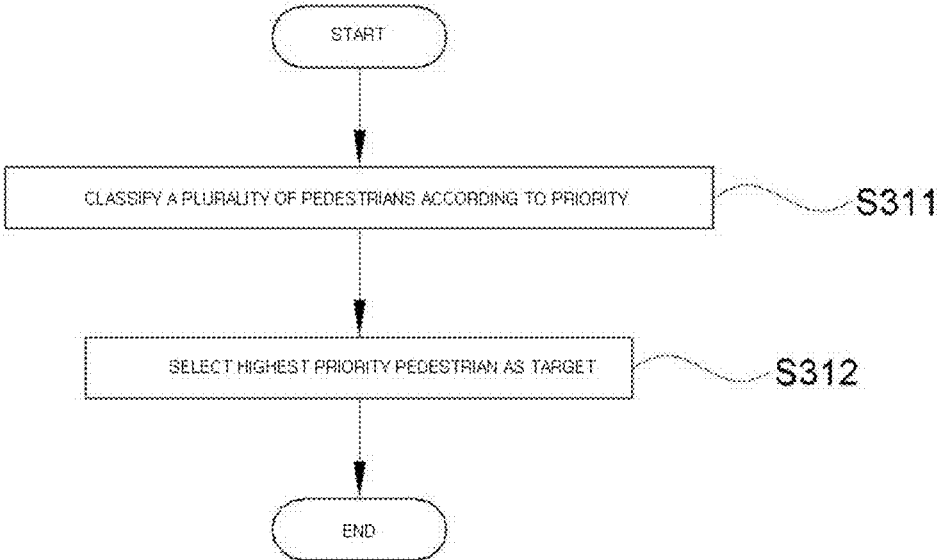 START
CLASSIFY A PLURALITY OF PEDESTRIANS ACCORDING TO PRIORITY
S311
SELECT HIGHEST PRIORITY PEDESTRIAN AS TARGET
S312
END